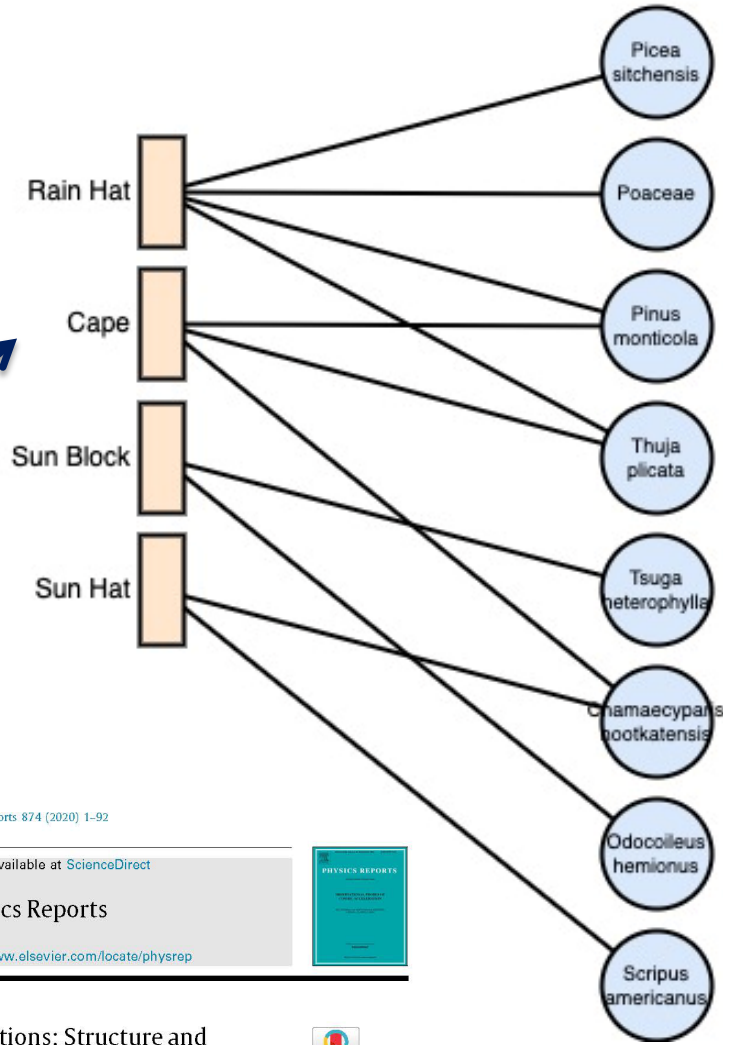 Picea
sitchensis
Rain Hat
Poaceae
Cape
Pinus
monticola
Sun Block
Thuja
plicata
Sun Hat
Tsuga
heterophylla
Chamaecyparis
nootkatensis
orts 874 (2020) 1–92
Odocoileus
hemionus
vailable at ScienceDirect
PHYSICS REPORTS
cs Reports
ww.elsevier.com/locate/physrep
Scripus
americanus
tions: Structure and